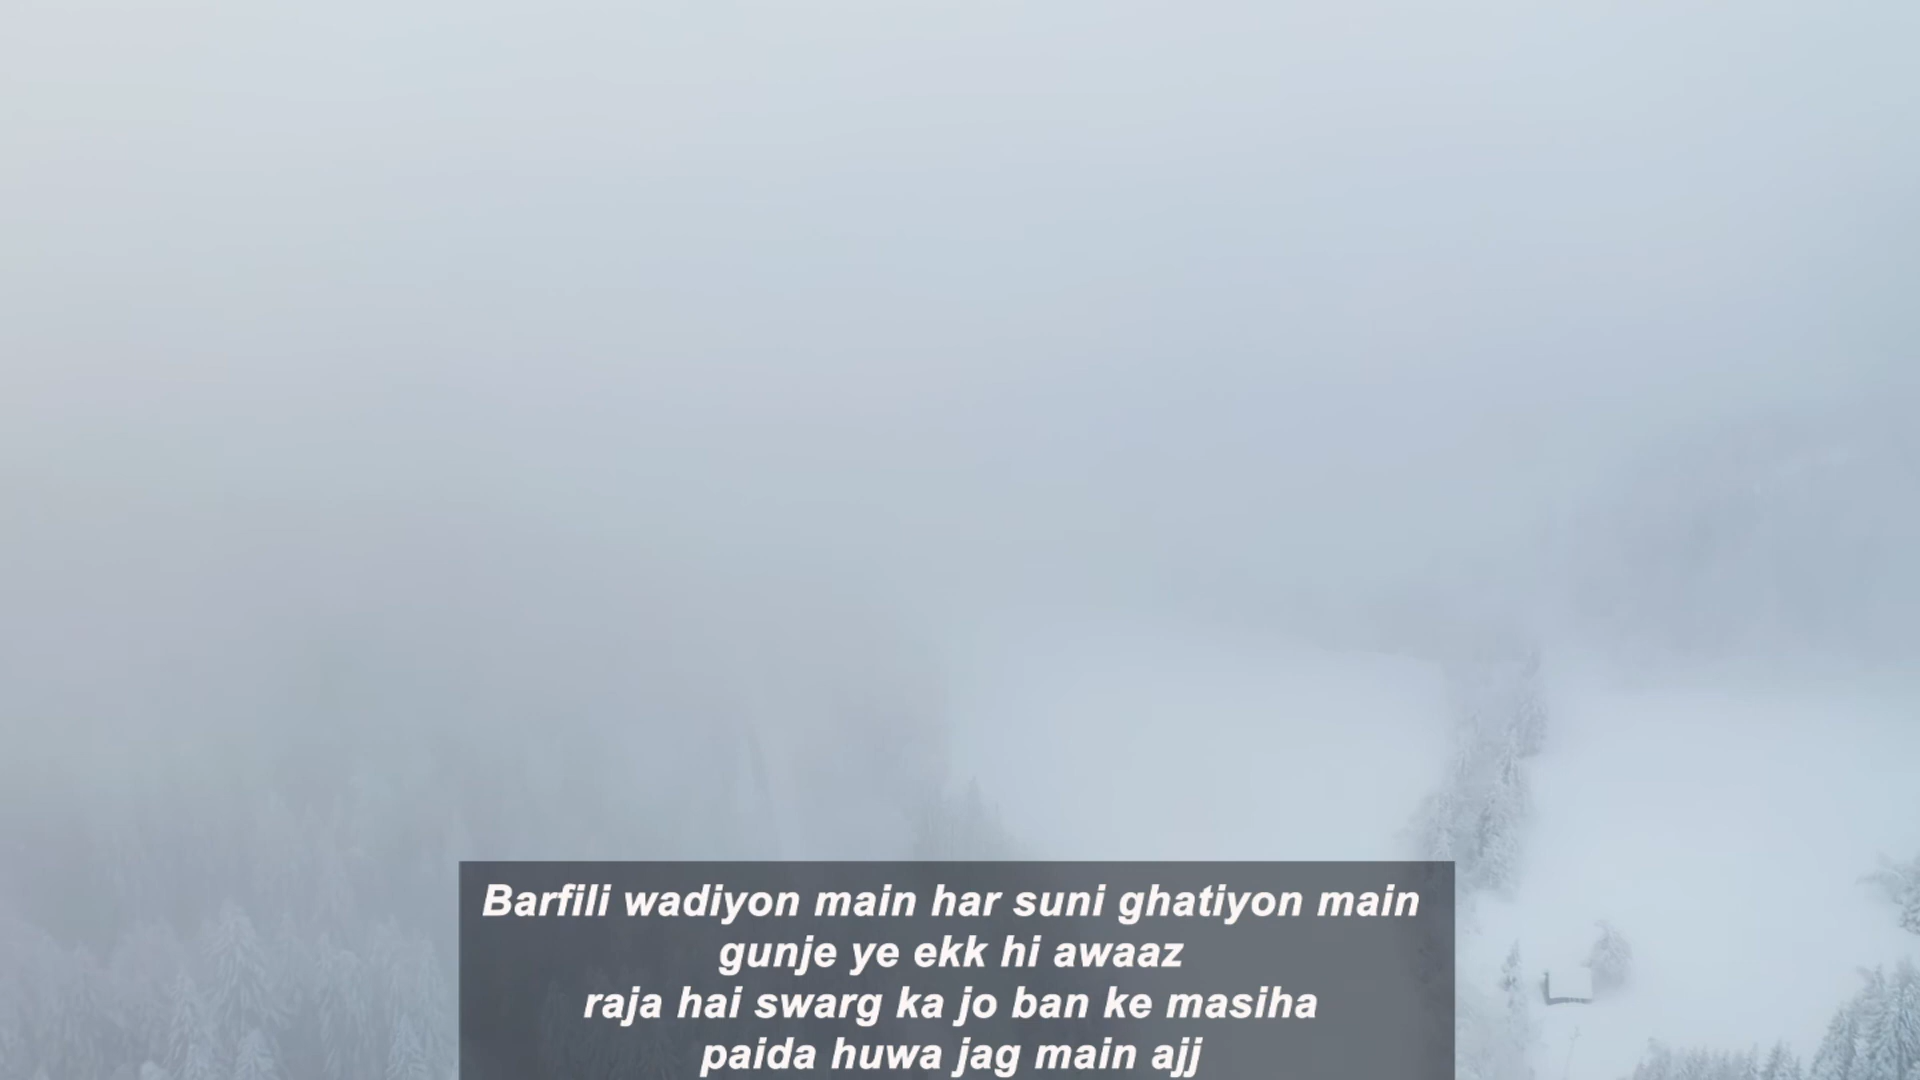 Barfili wadiyon main har suni ghatiyon main
gunje ye ekk hi awaaz
raja hai swarg ka jo ban ke masiha
paida huwa jag main ajj